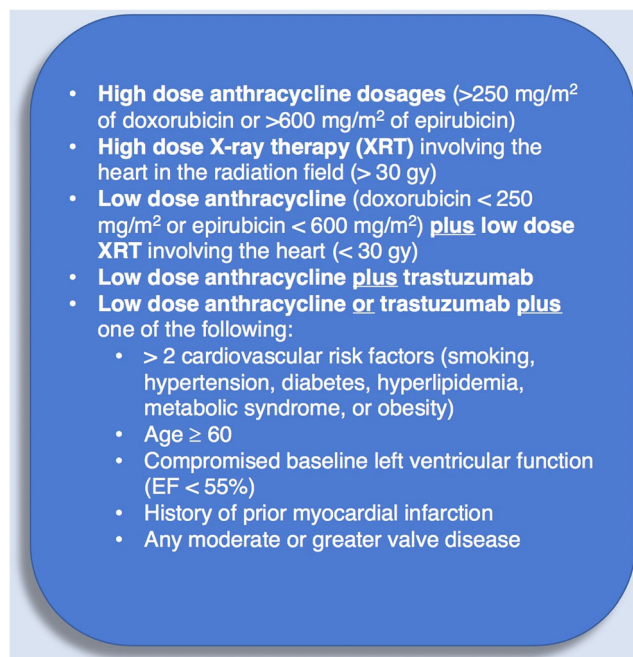 • High dose anthracycline dosages (>250 mg/m²
of doxorubicin or >600 mg/m² of epirubicin)
• High dose X-ray therapy (XRT) involving the
heart in the radiation field (> 30 gy)
• Low dose anthracycline (doxorubicin < 250
mg/m² or epirubicin < 600 mg/m²) plus low dose
XRT involving the heart (< 30 gy)
• Low dose anthracycline plus trastuzumab
• Low dose anthracycline or trastuzumab plus
one of the following:
• > 2 cardiovascular risk factors (smoking,
hypertension, diabetes, hyperlipidemia,
metabolic syndrome, or obesity)
• Age ≥ 60
• Compromised baseline left ventricular function
(EF < 55%)
• History of prior myocardial infarction
• Any moderate or greater valve disease